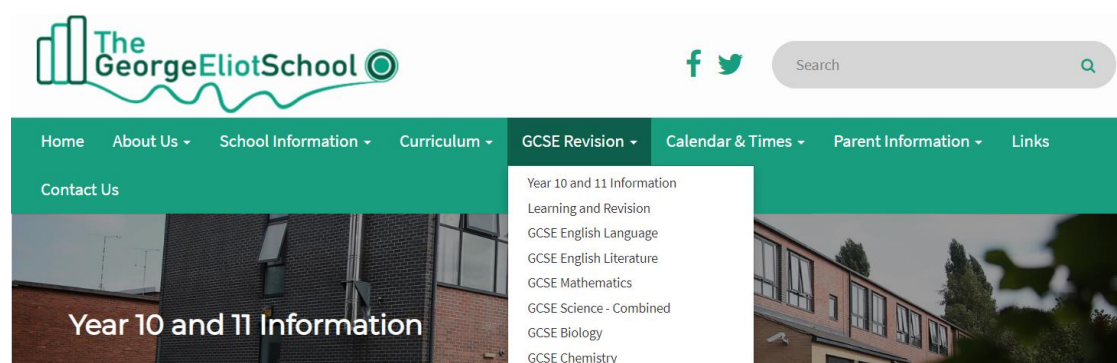 The
GeorgeEliotSchool
Search
Home About Us School Information Curriculum GCSE Revision Calendar & Times Parent Information Links
Contact Us
Year 10 and 11 Information
Learning and Revision
GCSE English Language
GCSE English Literature
GCSE Mathematics
GCSE Science - Combined
GCSE Biology
GCSE Chemistry
Year 10 and 11 Information